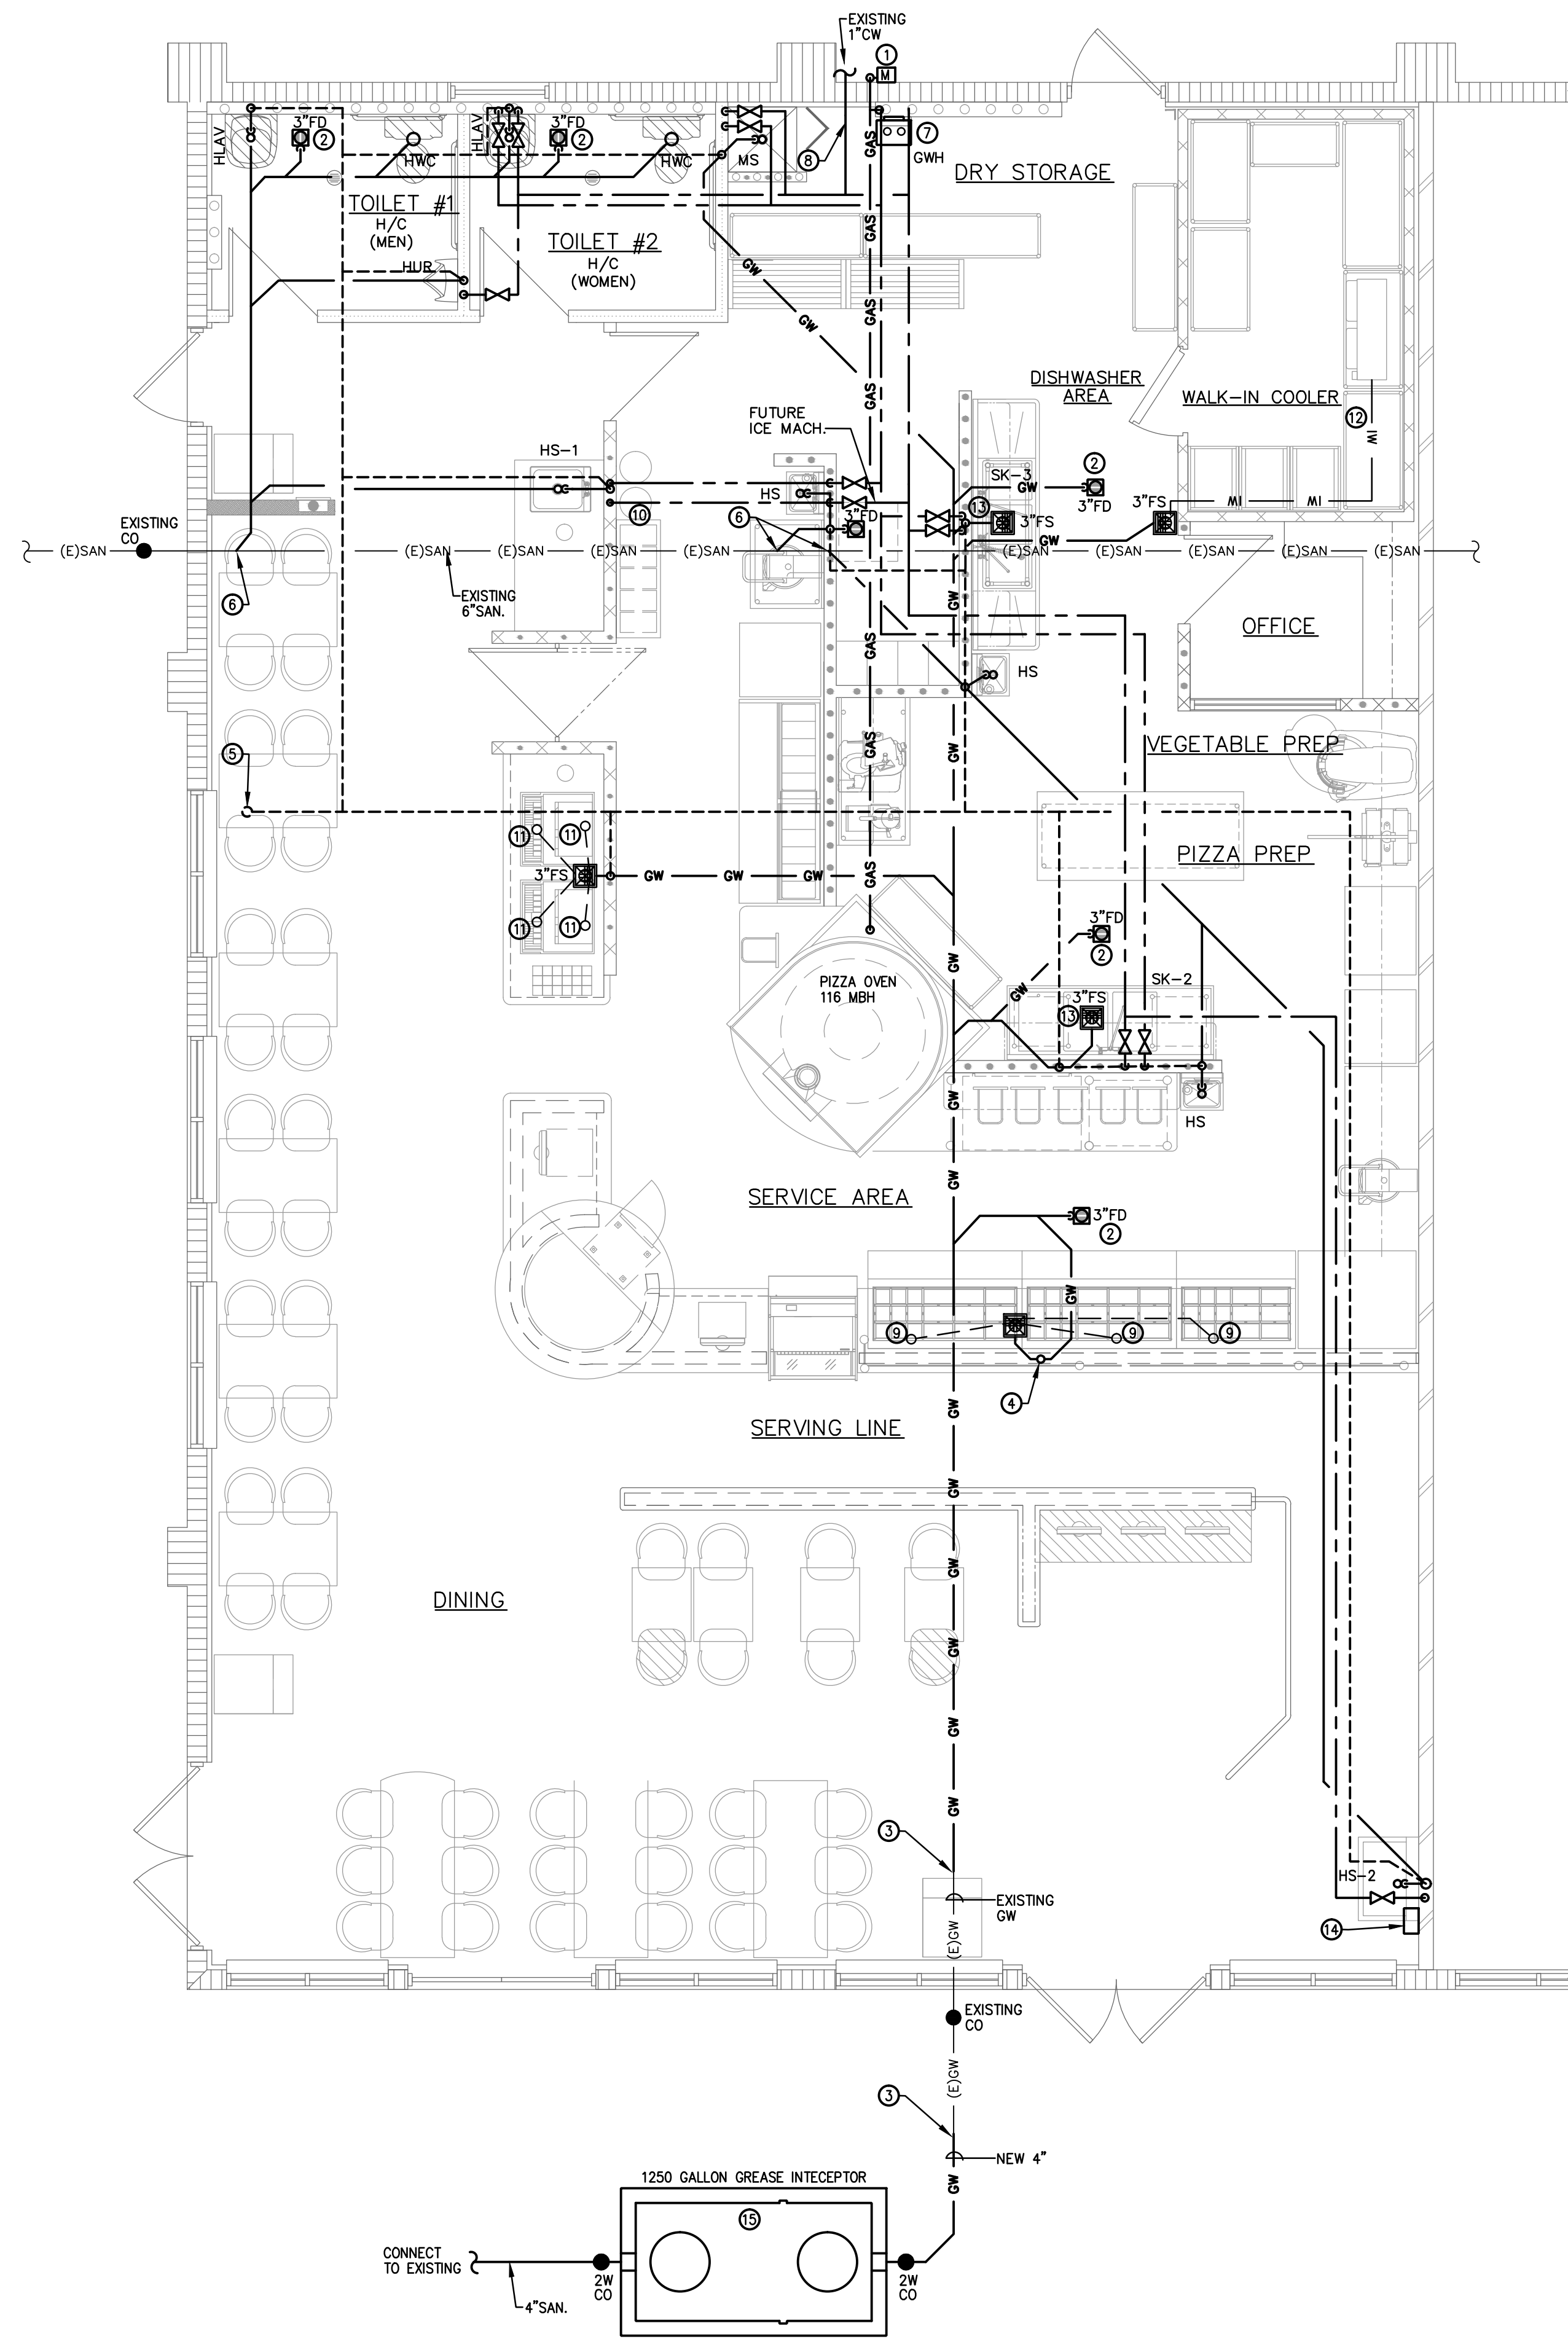 EXISTING
1"CW
1
M
HLAV
3"FD
2
HWC
HLAV
3"FD
2
HWC
MS
8
GAS
7
GWH
DRY STORAGE
TOILET #1
H/C
(MEN)
TOILET #2
H/C
(WOMEN)
GAS
HUR
GW
GAS
GW
DISHWASHER
AREA
WALK-IN COOLER
GAS
12
IW
FUTURE
ICE MACH.
HS-1
SK-3
2
GW
3"FD
HS
10
6
3"FD
13
3"FS
3"FS
IW
IW
EXISTING
CO
(E)SAN
(E)SAN
(E)SAN
(E)SAN
(E)SAN
(E)SAN
(E)SAN
(E)SAN
(E)SAN
(E)SAN
GW
6
EXISTING
6"SAN.
GW
OFFICE
GAS
HS
5
GAS
GW
VEGETABLE PREP
11
11
PIZZA PREP
3"FS
GW
GW
GW
GAS
11
11
3"FD
2
GW
PIZZA OVEN
116 MBH
GW
SK-2
3"FS
13
GW
HS
GW
SERVICE AREA
3"FD
2
GW
GW
9
9
9
4
GW
SERVING LINE
GW
GW
DINING
GW
GW
GW
3
HS-2
EXISTING
GW
14
(E)GW
EXISTING
CO
(E)GW
3
NEW 4"
GW
1250 GALLON GREASE INTECEPTOR
15
CONNECT
TO EXISTING
2W
CO
2W
CO
4"SAN.